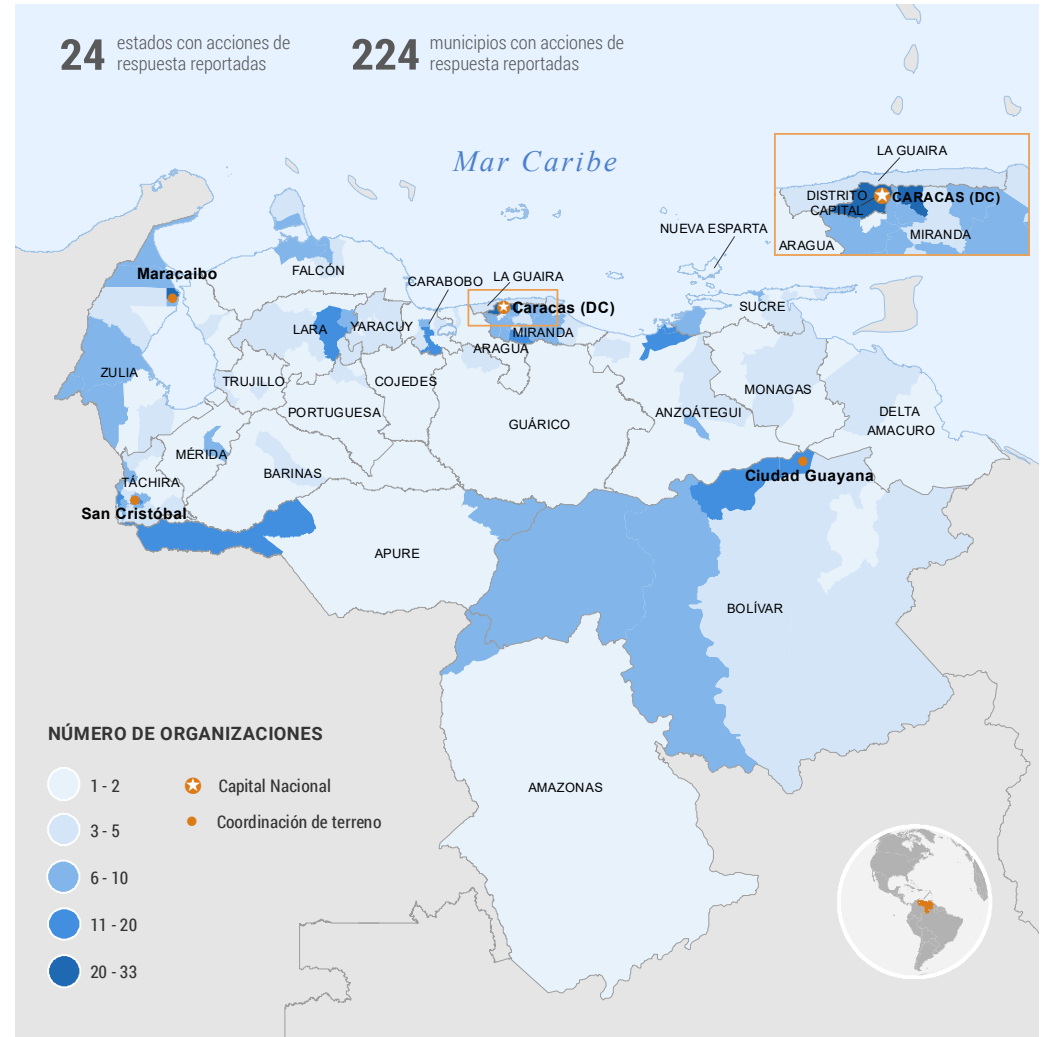 24 estados con acciones de
respuesta reportadas
224 municipios con acciones de
respuesta reportadas
Mar Caribe
LA GUAIRA
DISTRITO
CAPITAL
CARACAS (DC)
MIRANDA
ARAGUA
NUEVA ESPARTA
Maracaibo
FALCÓN
CARABOBO
LA GUAIRA
Caracas (DC)
SUCRE
LARA
YARACUY
MIRANDA
ARAGUA
ZULIA
TRUJILLO
COJEDES
MONAGAS
PORTUGUESA
ANZOÁTEGUI
DELTA
AMACURO
GUÁRICO
MÉRIDA
BARINAS
TÁCHIRA
Ciudad Guayana
San Cristóbal
APURE
BOLÍVAR
AMAZONAS
NÚMERO DE ORGANIZACIONES
1 - 2
3 - 5
6 - 10
11 - 20
20 - 33
Capital Nacional
Coordinación de terreno